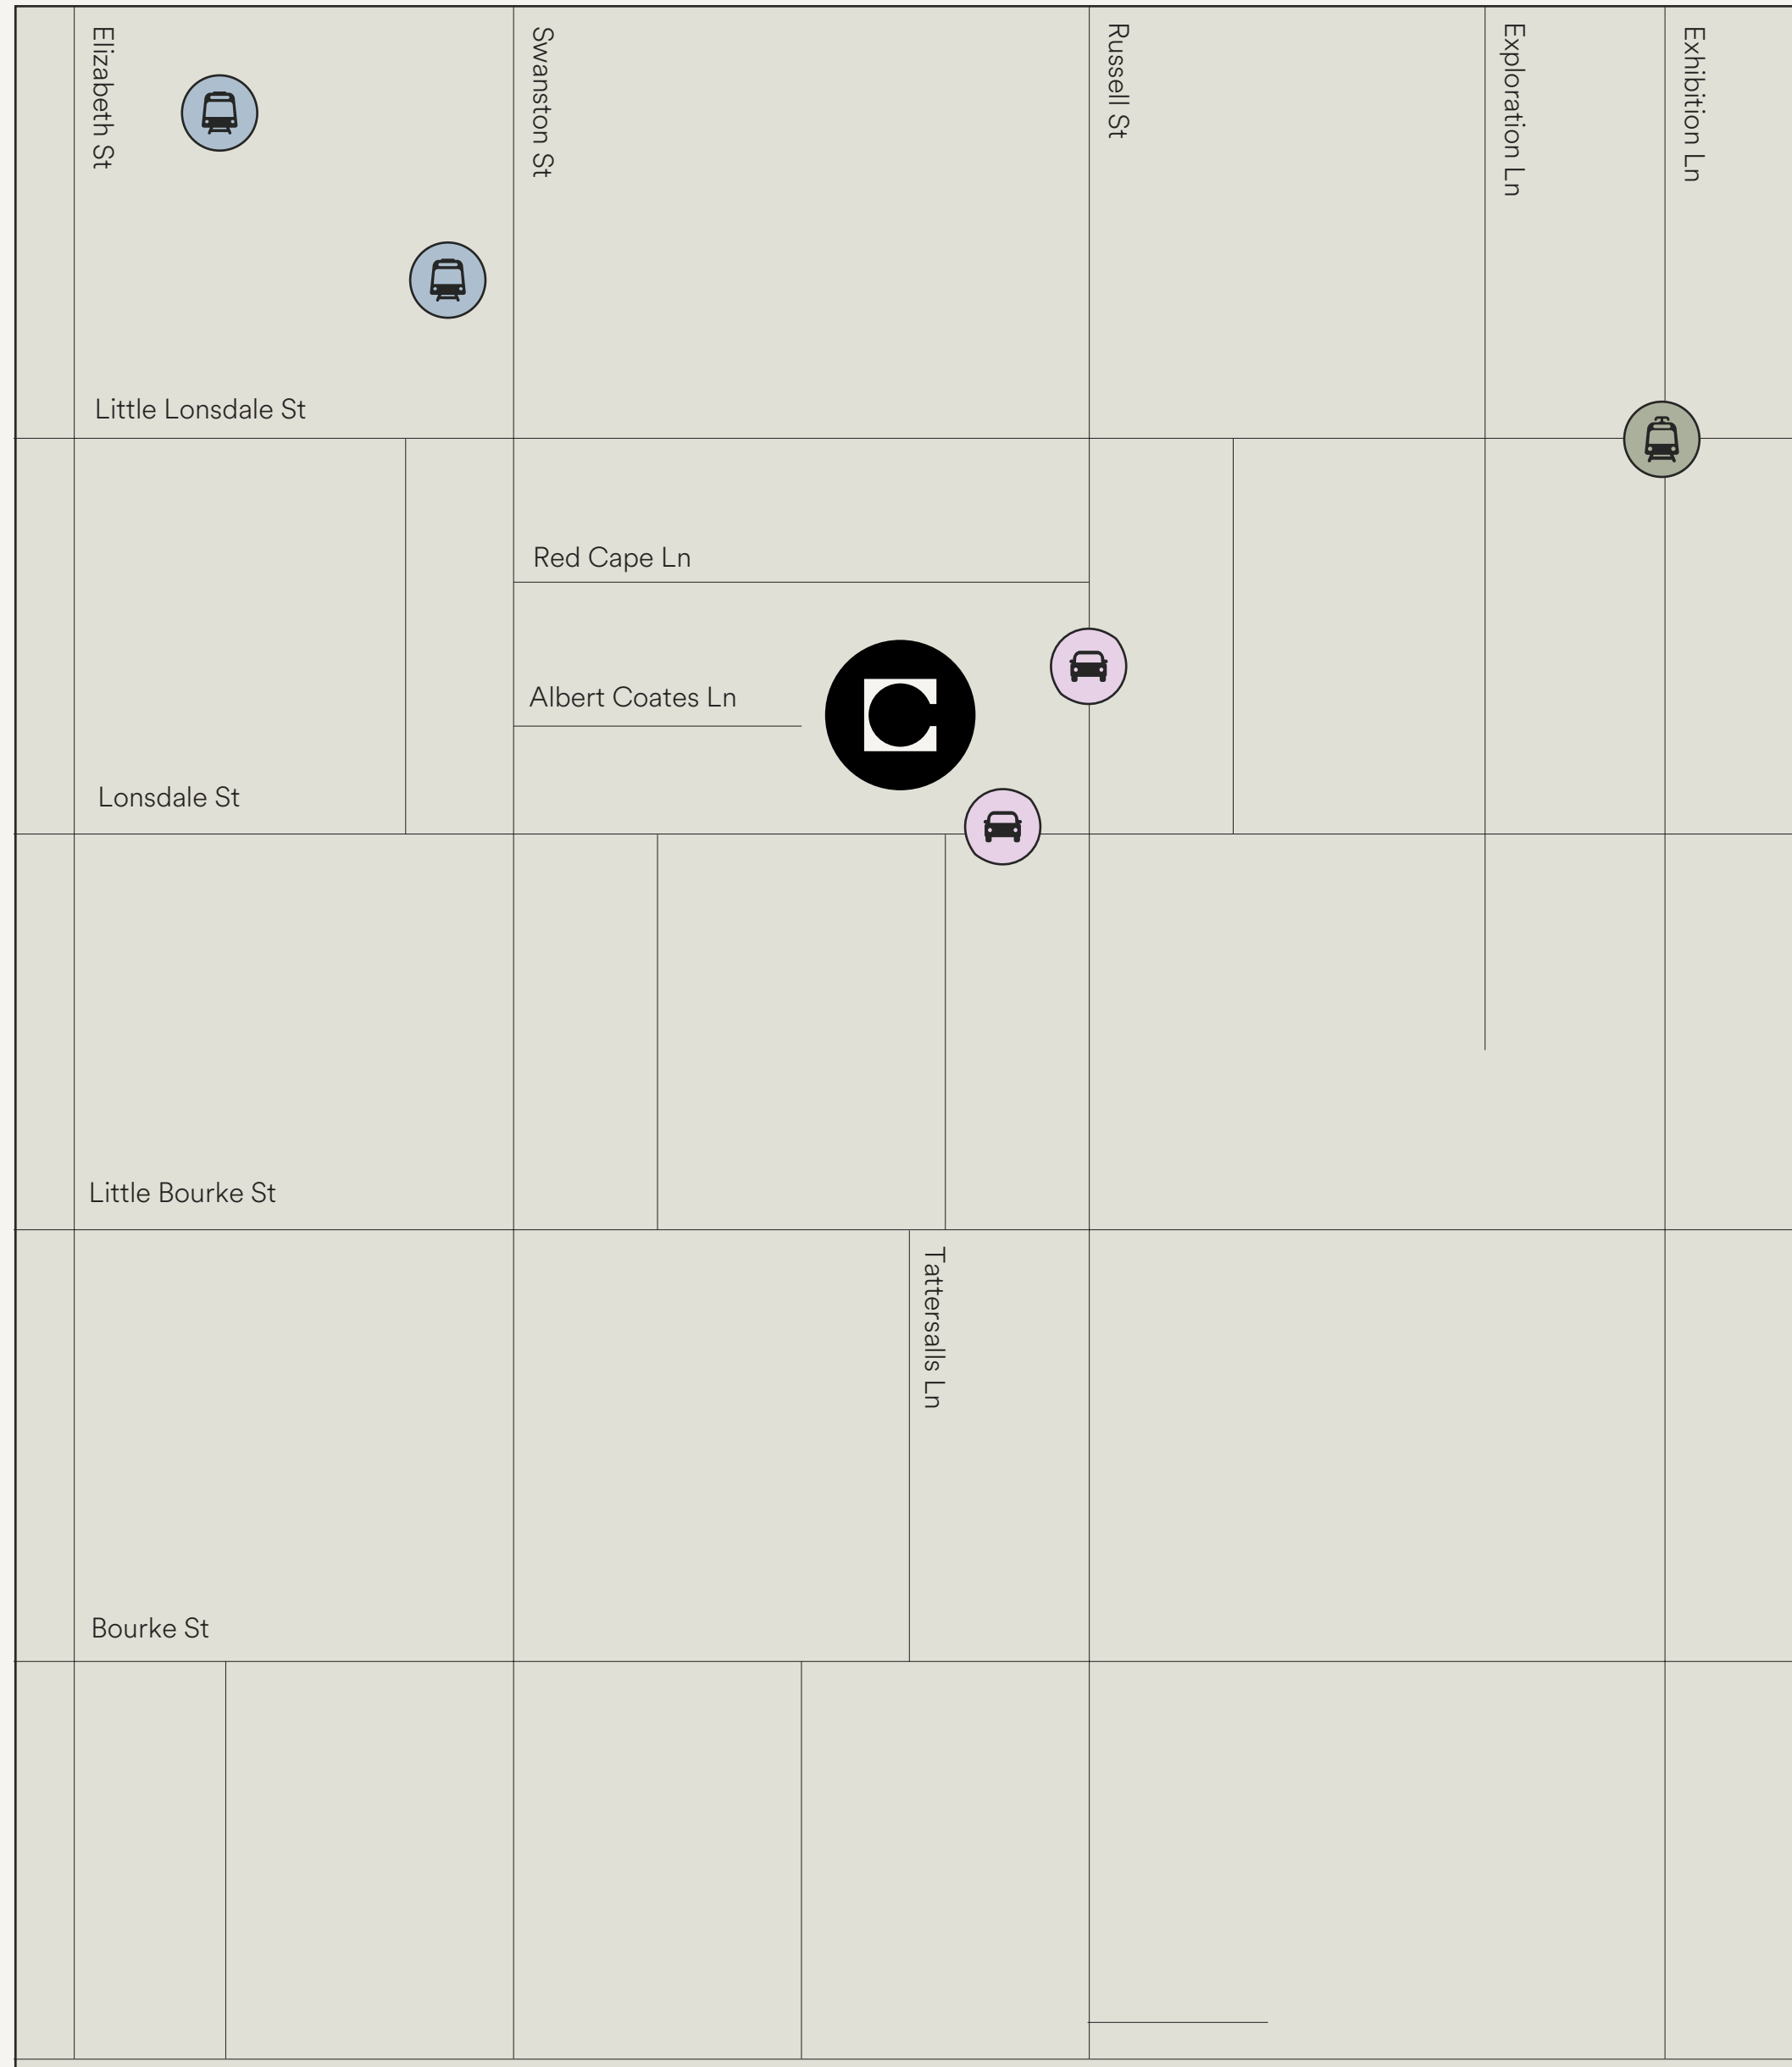 Elizabeth St
Swanston St
Russell St
Exploration Ln
Exhibition Ln
Little Lonsdale St
Red Cape Ln
Albert Coates Ln
C
Lonsdale St
Little Bourke St
Tattersalls Ln
Bourke St